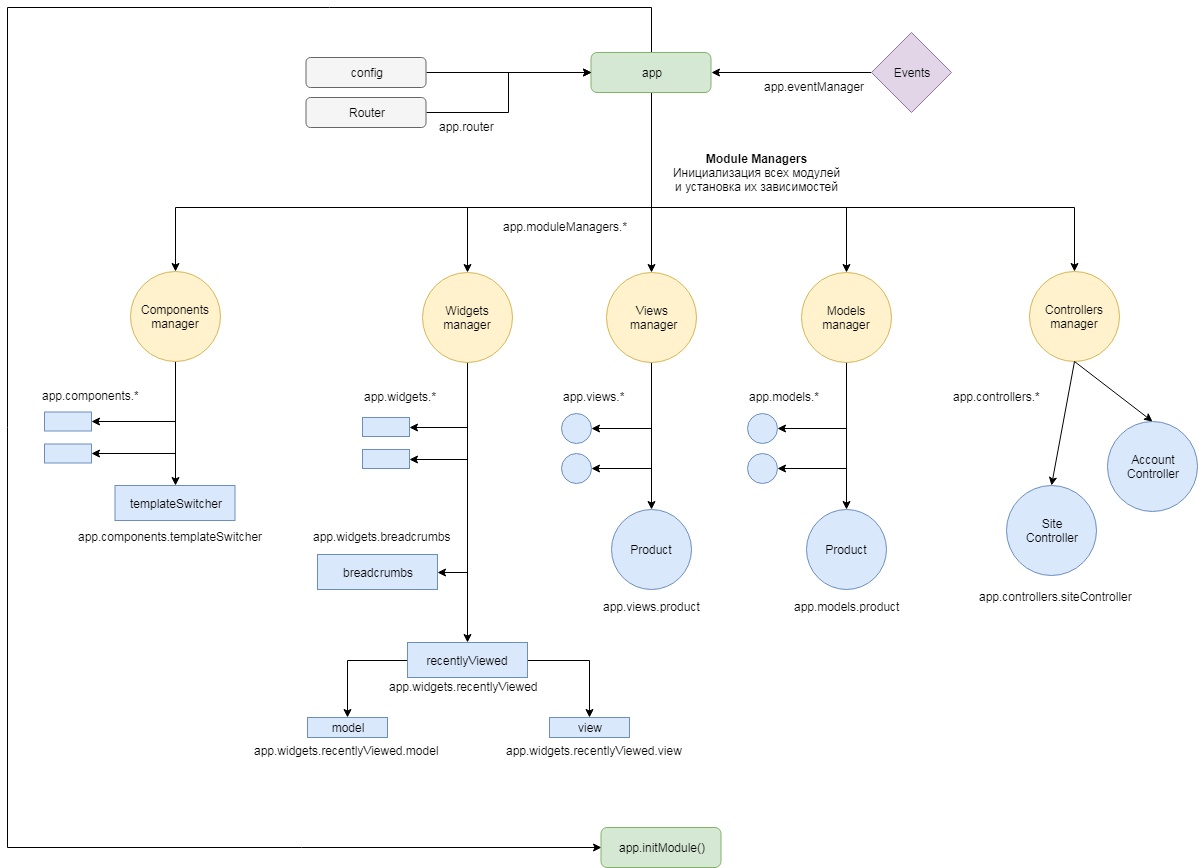 config
app
Events
app.eventManager
Router
app.router
Module Managers
Инициализация всех модулей
и установка их зависимостей
app.moduleManagers.*
Components
manager
Widgets
manager
Views
manager
Models
manager
Controllers
manager
app.components.*
app.widgets.*
app.views.*
app.models.*
app.controllers.*
Account
Controller
templateSwitcher
app.components.templateSwitcher
Site
Controller
app.widgets.breadcrumbs
breadcrumbs
Product
Product
app.views.product
app.models.product
app.controllers.siteController
recentlyViewed
app.widgets.recentlyViewed
model
view
app.widgets.recentlyViewed.model
app.widgets.recentlyViewed.view
app.initModule()